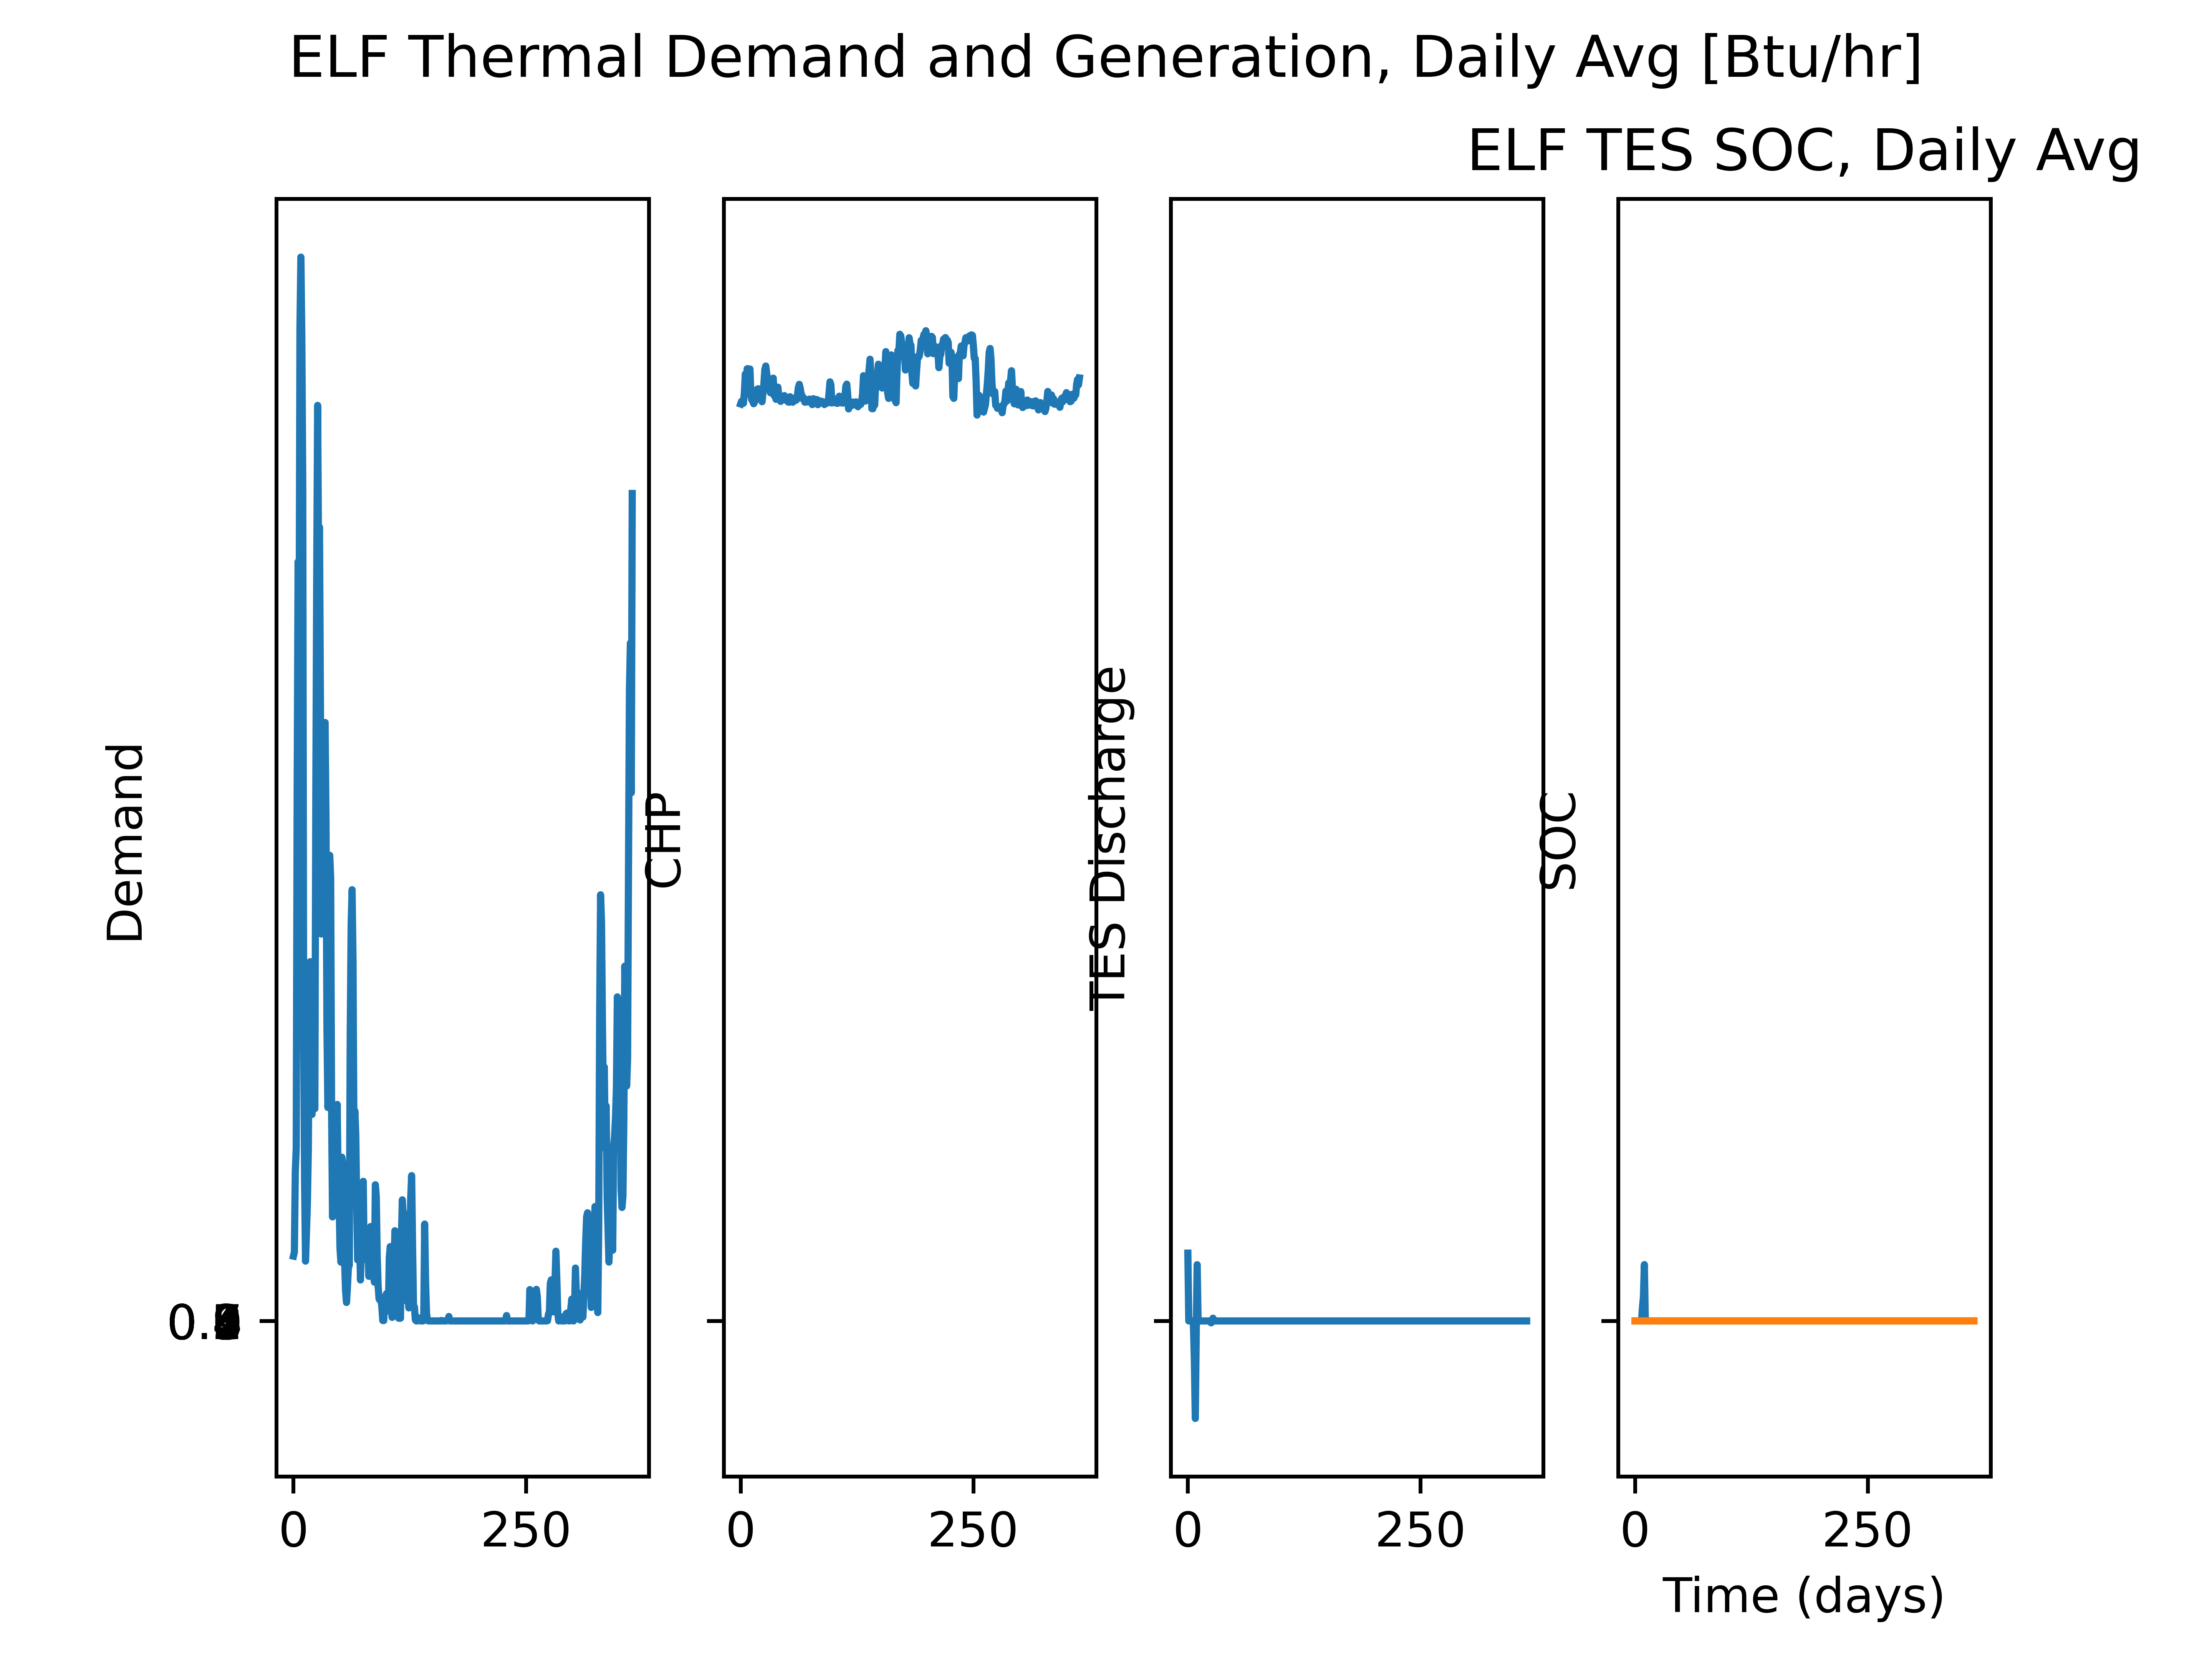 ELF Thermal Demand and Generation, Daily Avg [Btu/hr]
ELF TES SOC, Daily Avg
Demand
CHP
TES Discharge
SOC
0 250
0 250
0 250
0 250
Time (days)